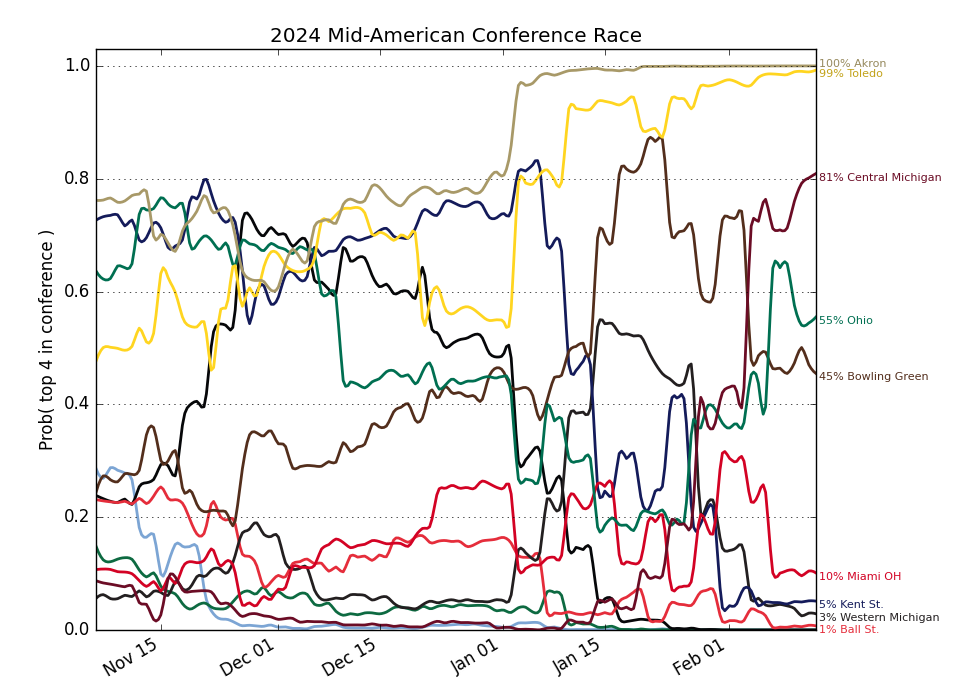 2024 Mid-American Conference Race
Prob( top 4 in conference )
1.0
0.8
0.6
0.4
0.2
0.0
Nov 15
Dec 01
Dec 15
Jan 01
Jan 15
Feb 01
100% Akron
99% Toledo
81% Central Michigan
55% Ohio
45% Bowling Green
10% Miami OH
5% Kent St.
3% Western Michigan
1% Ball St.